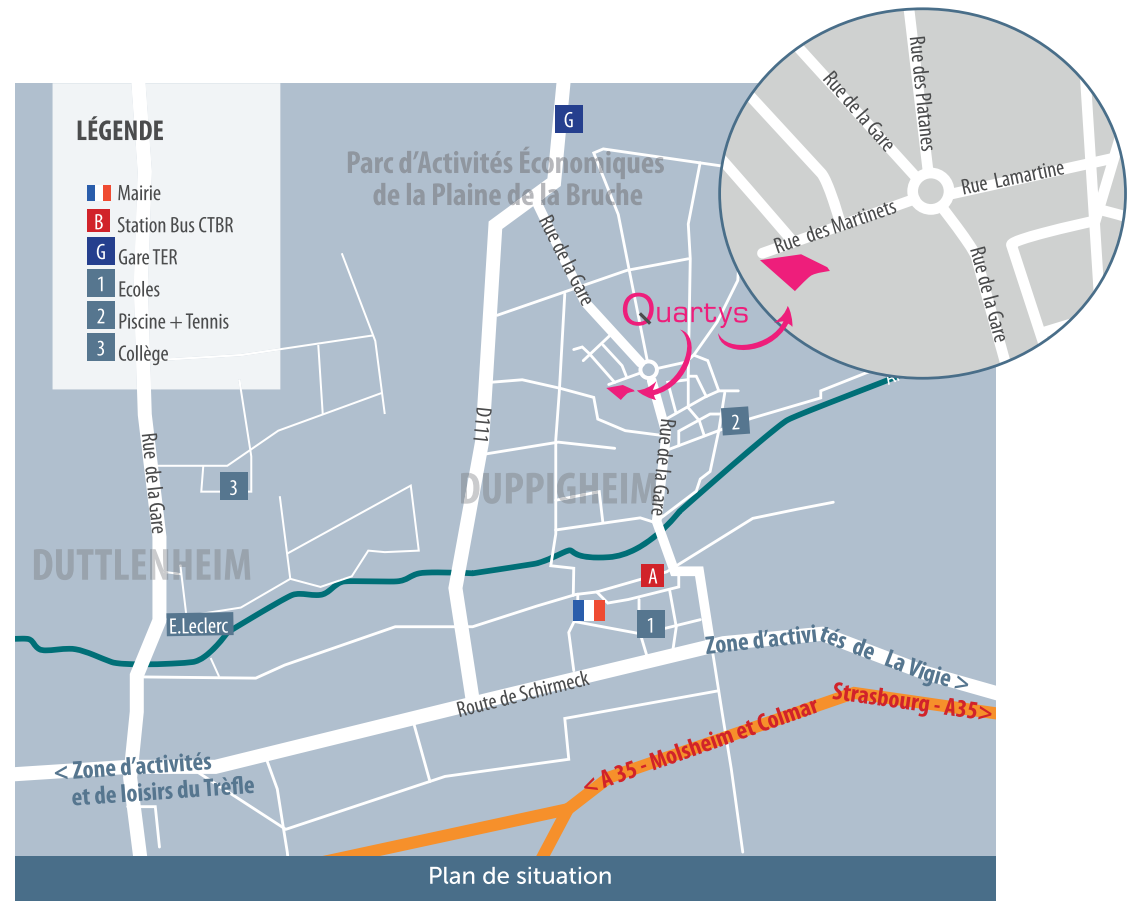 LÉGENDE
Mairie
B Station Bus CTBR
G Gare TER
1 Ecoles
2 Piscine + Tennis
3 Collège
G
Parc d'Activités Économiques
de la Plaine de la Bruche
Rue de la Gare
Quartys
Rue des Platanes
Rue de la Gare
Rue Lamartine
Rue des Martinets
Rue de la Gare
D111
2
Rue de la Gare
Rue de la Gare
3
DUPPIGHEIM
DUTTLENHEIM
A
E.Leclerc
1
Zone d'activités de La Vigie >
Route de Schirmeck
Strasbourg - A35>
< A 35 - Molsheim et Colmar
< Zone d'activités
et de loisirs du Trèfle
Plan de situation